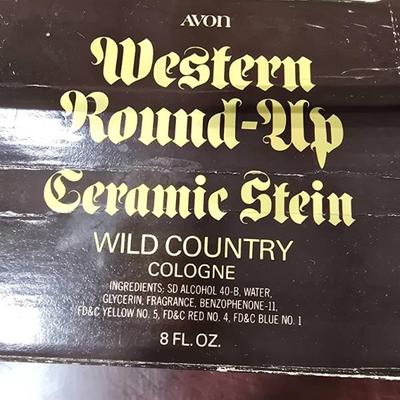 AVON
Western
Round-Up
Ceramic Stein
WILD COUNTRY
COLOGNE
INGREDIENTS: SD ALCOHOL 40-B, WATER,
GLYCERIN, FRAGRANCE, BENZOPHENONE-11,
FD&C YELLOW NO. 5, FD&C RED NO. 4, FD&C BLUE NO. 1
8 FL. OZ.